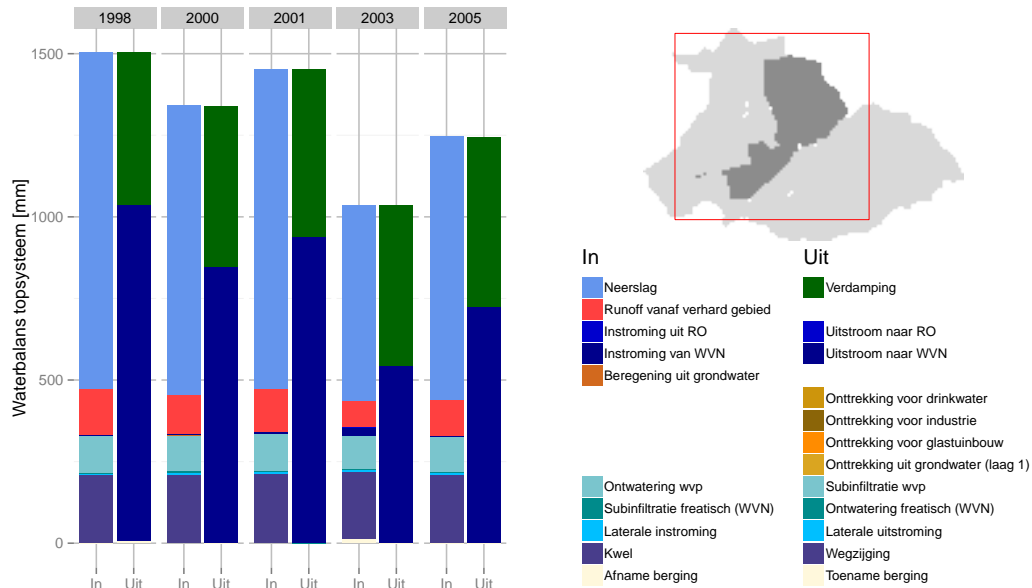 1998 2000 2001 2003 2005
1500
1000
500
0
Waterbalans topsysteem [mm]
In Uit In Uit In Uit In Uit In Uit
In
Neerslag
Runoff vanaf verhard gebied
Instroming uit RO
Instroming van WVN
Beregening uit grondwater
Ontwatering wvp
Subinfiltratie freatisch (WVN)
Laterale instroming
Kwel
Afname berging
Uit
Verdamping
Uitstroom naar RO
Uitstroom naar WVN
Onttrekking voor drinkwater
Onttrekking voor industrie
Onttrekking voor glastuinbouw
Onttrekking uit grondwater (laag 1)
Subinfiltratie wvp
Ontwatering freatisch (WVN)
Laterale uitstroming
Wegzijging
Toename berging